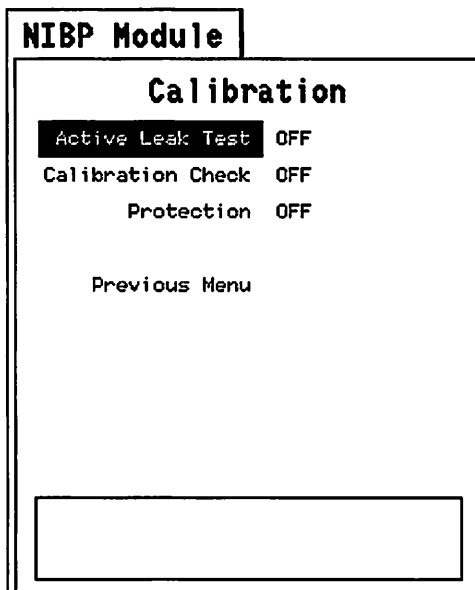 NIBP Module
Calibration
Active Leak Test OFF
Calibration Check OFF
Protection OFF
Previous Menu